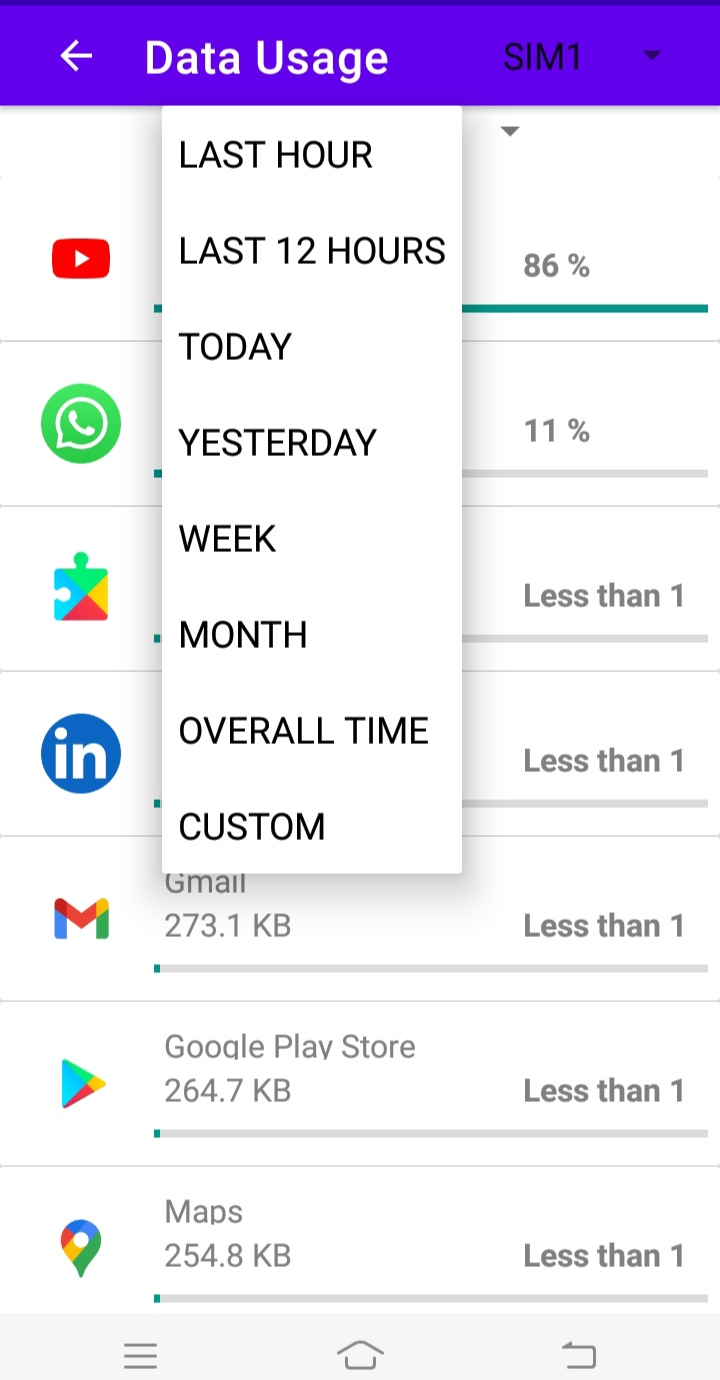 Data Usage SIM1
LAST HOUR
LAST 12 HOURS
TODAY
YESTERDAY
WEEK
MONTH
OVERALL TIME
CUSTOM
86 %
11 %
Less than 1
in
Less than 1
Gmail
273.1 KB Less than 1
Google Play Store
264.7 KB Less than 1
Maps
254.8 KB Less than 1